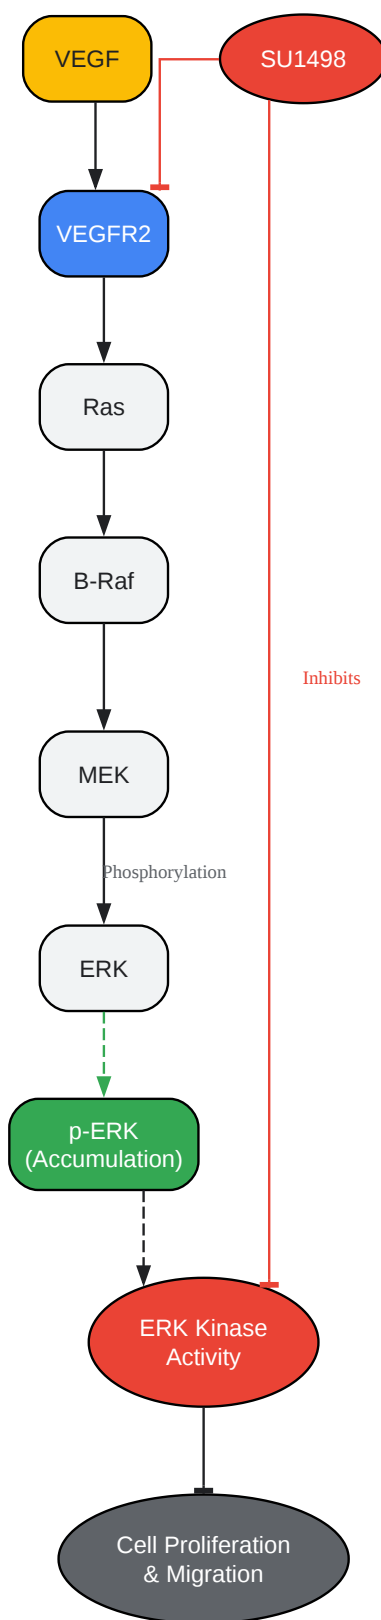 VEGF
SU1498
VEGFR2
Ras
B-Raf
Inhibits
MEK
Phosphorylation
ERK
p-ERK
(Accumulation)
ERK Kinase
Activity
Cell Proliferation
& Migration